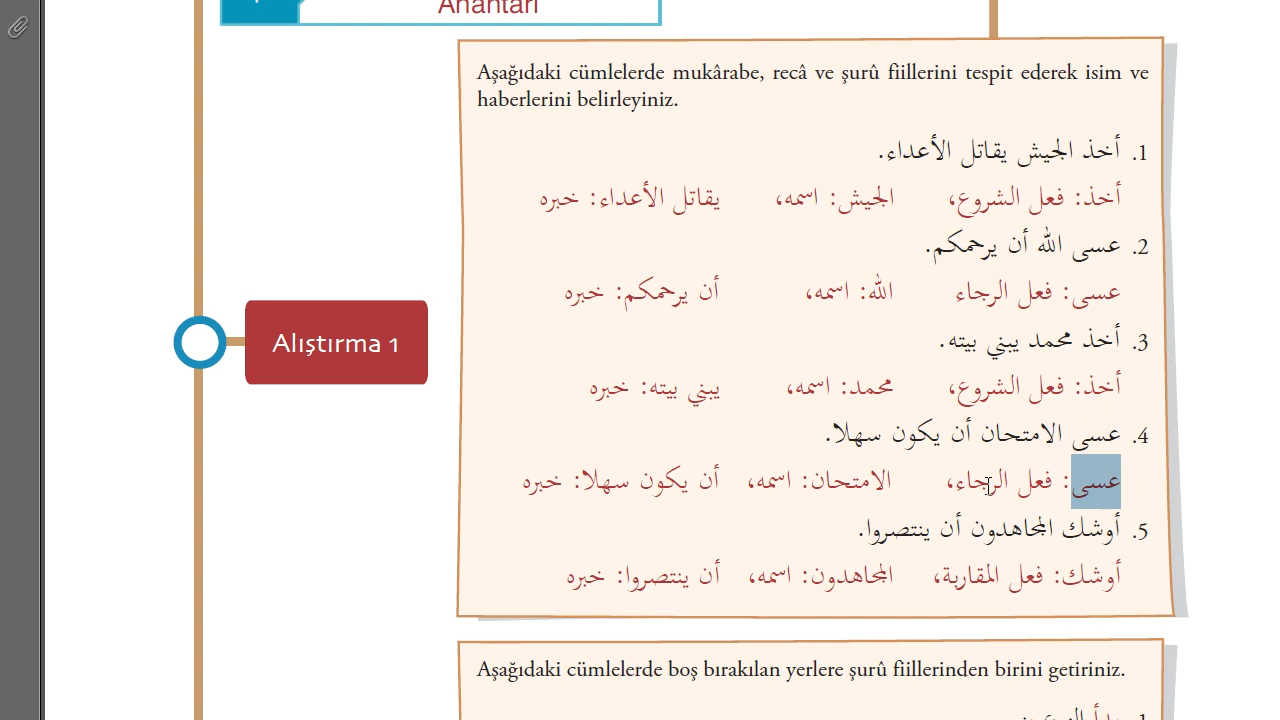 Anahtarı
Aşağıdaki cümlelerde mukârabe, recâ ve şurû fiillerini tespit ederek isim ve
haberlerini belirleyiniz.
1. أخذ الجيش يقاتل الأعداء.
أخذ: فعل الشروع، الجيش: اسمه، يقاتل الأعداء: خبره
2. عسى الله أن يرحمكم.
عسى: فعل الرجاء الله: اسمه، أن يرحمكم: خبره
3. أخذ محمد يبني بيته.
أخذ: فعل الشروع، محمد: اسمه، يبني بيته: خبره
4. عسى الامتحان أن يكون سهلا.
عسى: فعل الرجاء، الامتحان: اسمه، أن يكون سهلا: خبره
5. أوشك المجاهدون أن ينتصروا.
أوشك: فعل المقاربة، المجاهدون: اسمه، أن ينتصروا: خبره
Alıştırma 1
Aşağıdaki cümlelerde boş bırakılan yerlere şurû fiillerinden birini getiriniz.